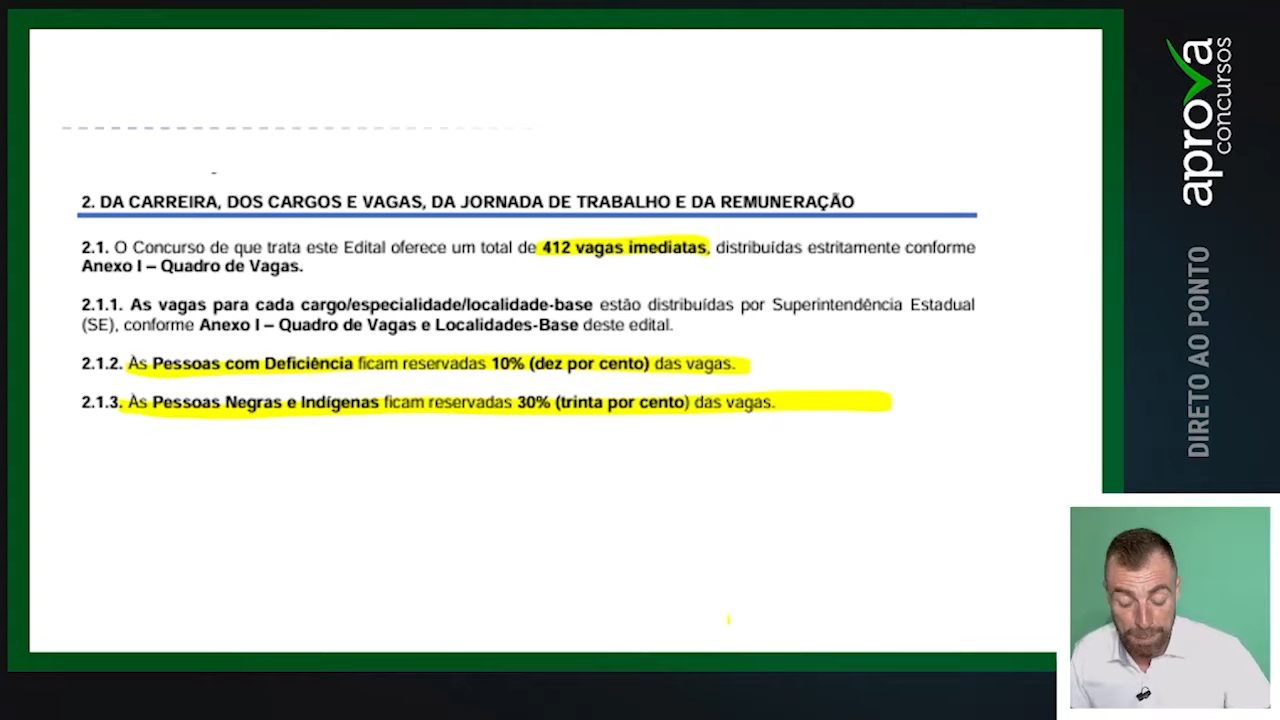 2. DA CARREIRA, DOS CARGOS E VAGAS, DA JORNADA DE TRABALHO E DA REMUNERAÇÃO
2.1. O Concurso de que trata este Edital oferece um total de 412 vagas imediatas, distribuídas estritamente conforme
Anexo I – Quadro de Vagas.
2.1.1. As vagas para cada cargo/especialidade/localidade-base estão distribuídas por Superintendência Estadual
(SE), conforme Anexo I – Quadro de Vagas e Localidades-Base deste edital.
2.1.2. Às Pessoas com Deficiência ficam reservadas 10% (dez por cento) das vagas.
2.1.3. Às Pessoas Negras e Indígenas ficam reservadas 30% (trinta por cento) das vagas.
aprova
concursos
DIRETO AO PONTO